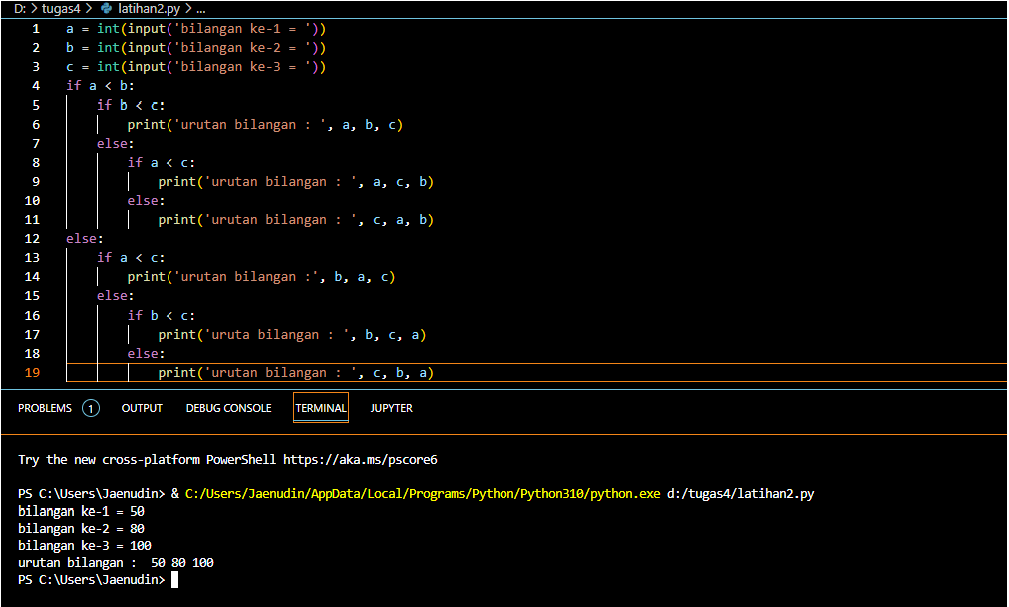 D: > tugas4 > latihan2.py > ...
1 a = int(input('bilangan ke-1 = '))
2 b = int(input('bilangan ke-2 = '))
3 c = int(input('bilangan ke-3 = '))
4 if a < b:
5     if b < c:
6         print('urutan bilangan : ', a, b, c)
7     else:
8         if a < c:
9             print('urutan bilangan : ', a, c, b)
10         else:
11             print('urutan bilangan : ', c, a, b)
12 else:
13     if a < c:
14         print('urutan bilangan :', b, a, c)
15     else:
16         if b < c:
17             print('uruta bilangan : ', b, c, a)
18         else:
19             print('urutan bilangan : ', c, b, a)
PROBLEMS 1 OUTPUT DEBUG CONSOLE TERMINAL JUPYTER
Try the new cross-platform PowerShell https://aka.ms/pscore6
PS C:\Users\Jaenudin> & C:/Users/Jaenudin/AppData/Local/Programs/Python/Python310/python.exe d:/tugas4/latihan2.py
bilangan ke-1 = 50
bilangan ke-2 = 80
bilangan ke-3 = 100
urutan bilangan :  50 80 100
PS C:\Users\Jaenudin>